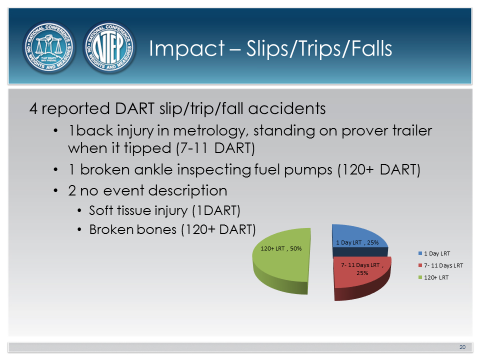 NTEP
Impact – Slips/Trips/Falls
4 reported DART slip/trip/fall accidents
• 1back injury in metrology, standing on prover trailer
when it tipped (7-11 DART)
• 1 broken ankle inspecting fuel pumps (120+ DART)
• 2 no event description
• Soft tissue injury (1DART)
• Broken bones (120+ DART)
120+ LRT , 50%
1 Day LRT , 25%
7- 11 Days LRT ,
25%
1 Day LRT
7- 11 Days LRT
120+ LRT
20